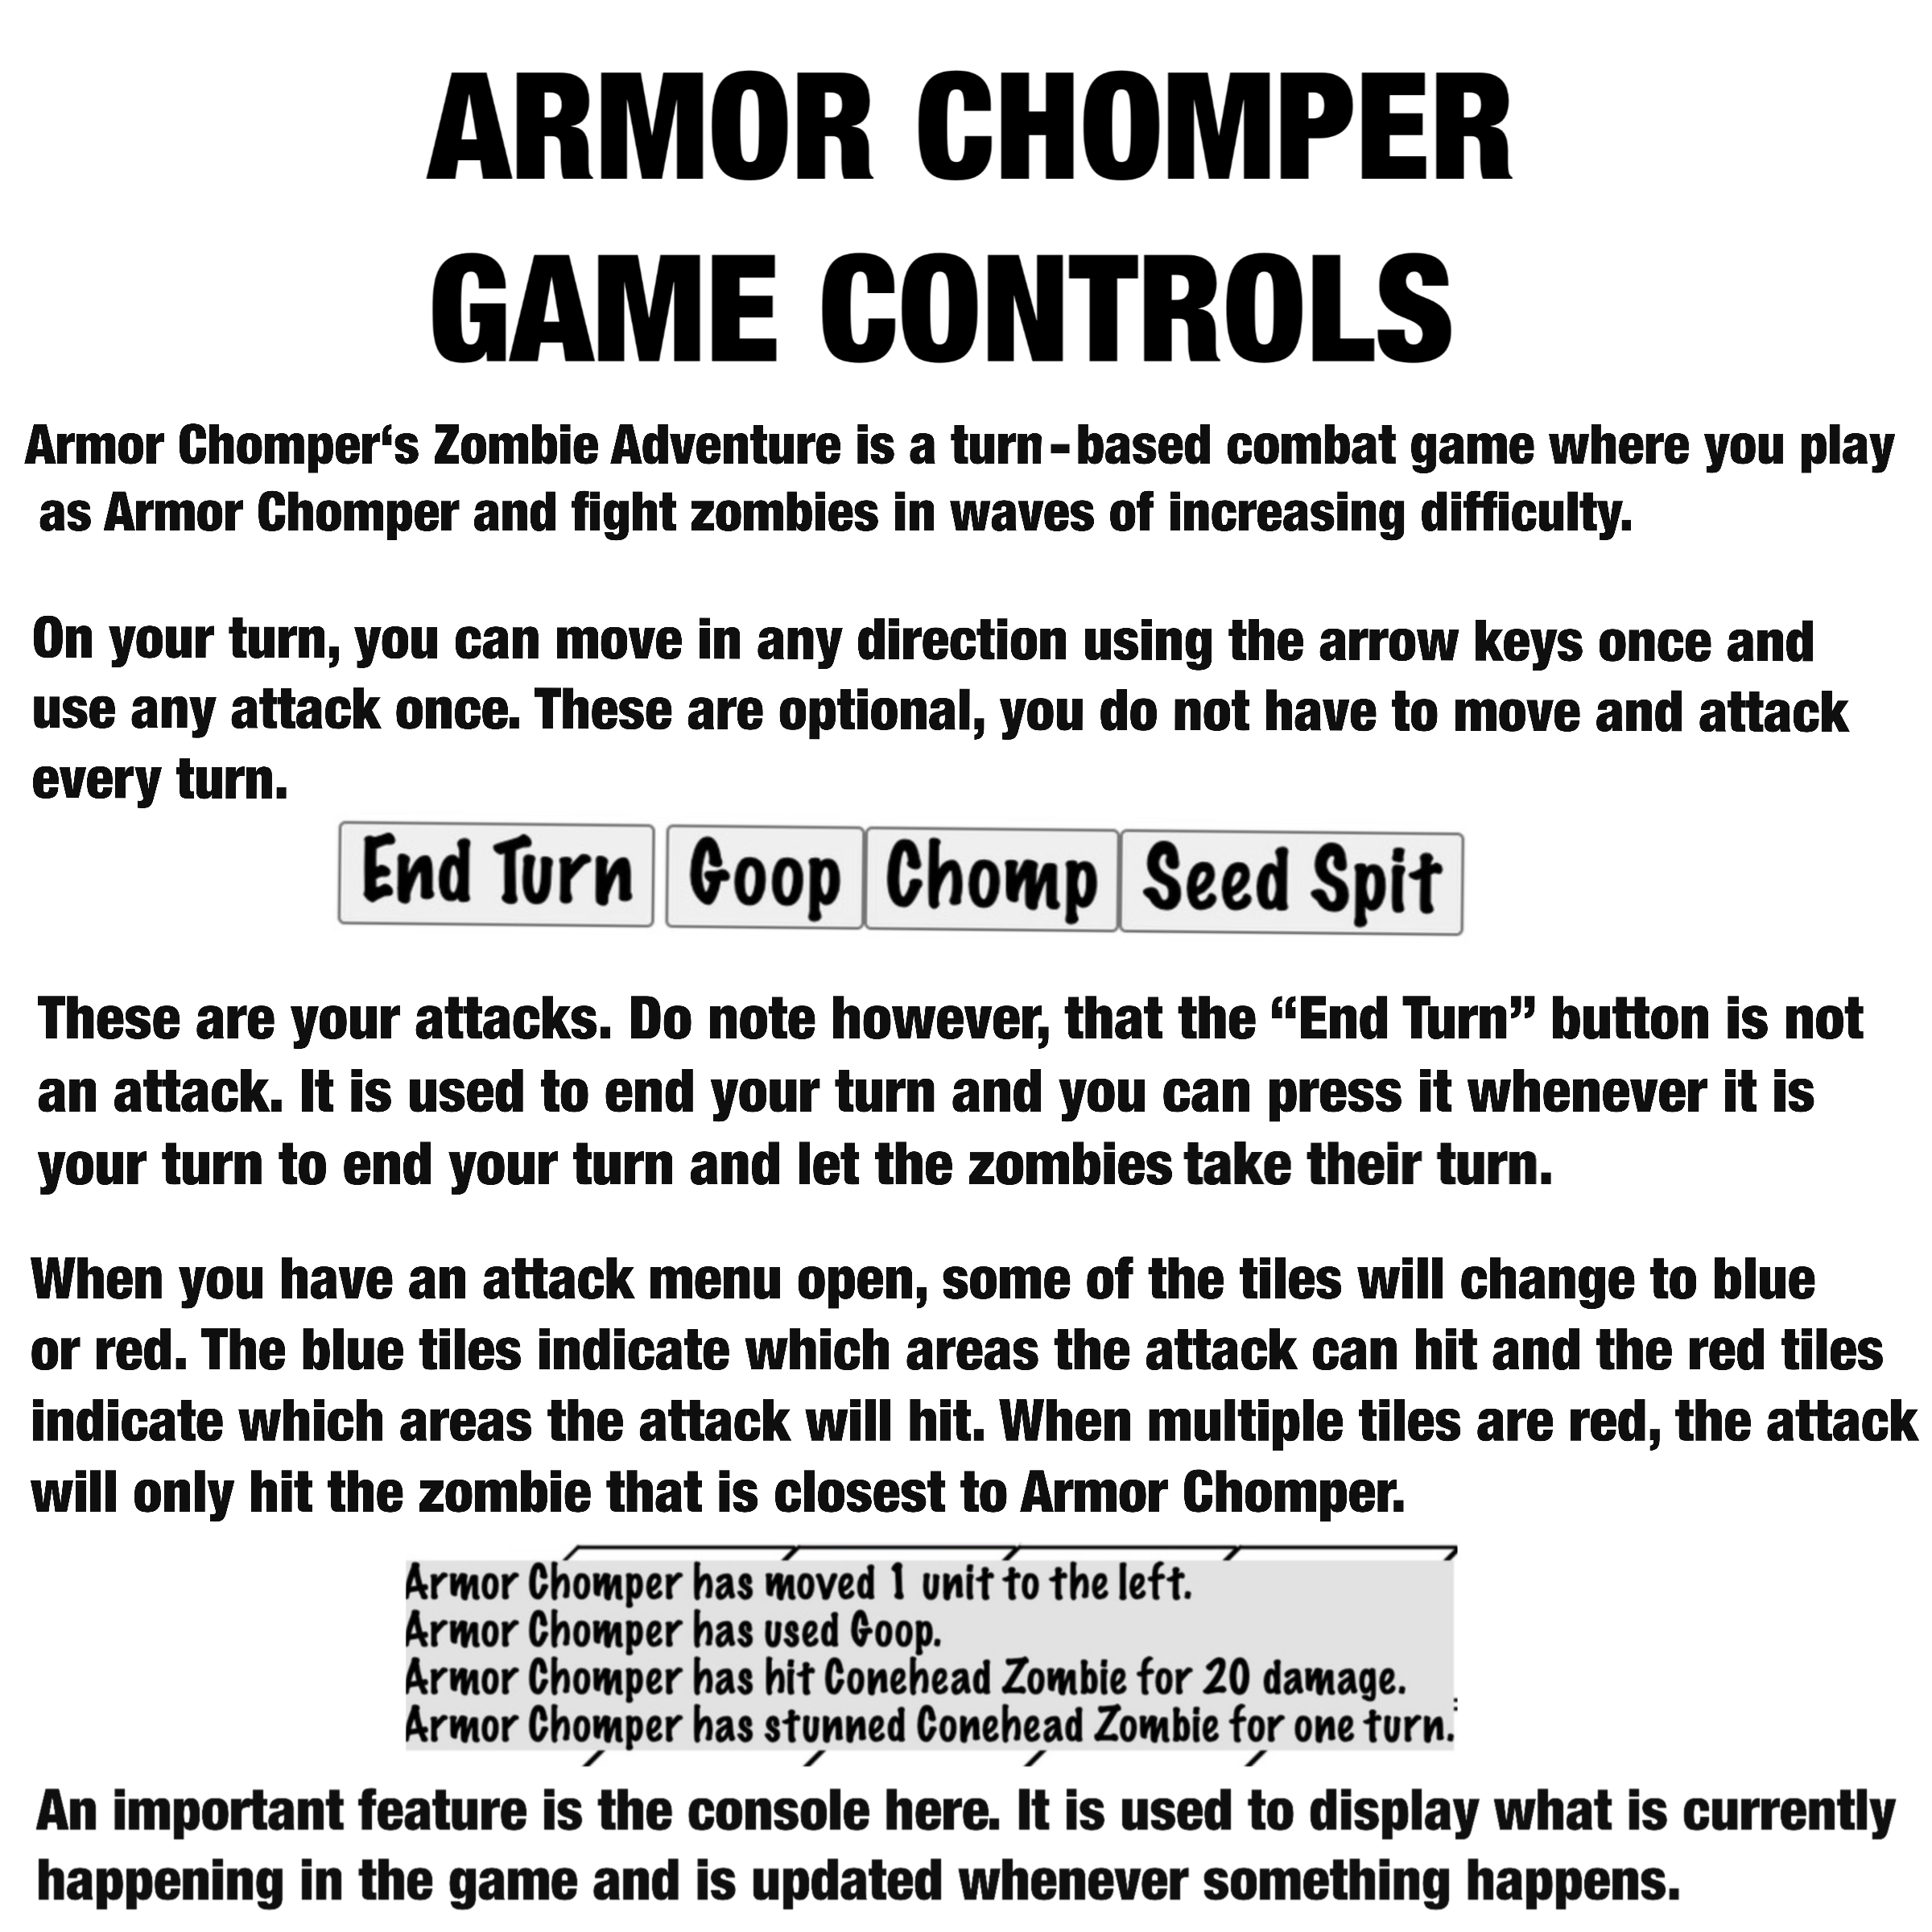 ARMOR CHOMPER
GAME CONTROLS
Armor Chomper‘s Zombie Adventure is a turn-based combat game where you play
as Armor Chomper and fight zombies in waves of increasing difficulty.
On your turn, you can move in any direction using the arrow keys once and
use any attack once. These are optional, you do not have to move and attack
every turn.
End Turn Goop Chomp Seed Spit
These are your attacks. Do note however, that the “End Turn” button is not
an attack. It is used to end your turn and you can press it whenever it is
your turn to end your turn and let the zombies take their turn.
When you have an attack menu open, some of the tiles will change to blue
or red. The blue tiles indicate which areas the attack can hit and the red tiles
indicate which areas the attack will hit. When multiple tiles are red, the attack
will only hit the zombie that is closest to Armor Chomper.
Armor Chomper has moved 1 unit to the left.
Armor Chomper has used Goop.
Armor Chomper has hit Conehead Zombie for 20 damage.
Armor Chomper has stunned Conehead Zombie for one turn.
An important feature is the console here. It is used to display what is currently
happening in the game and is updated whenever something happens.